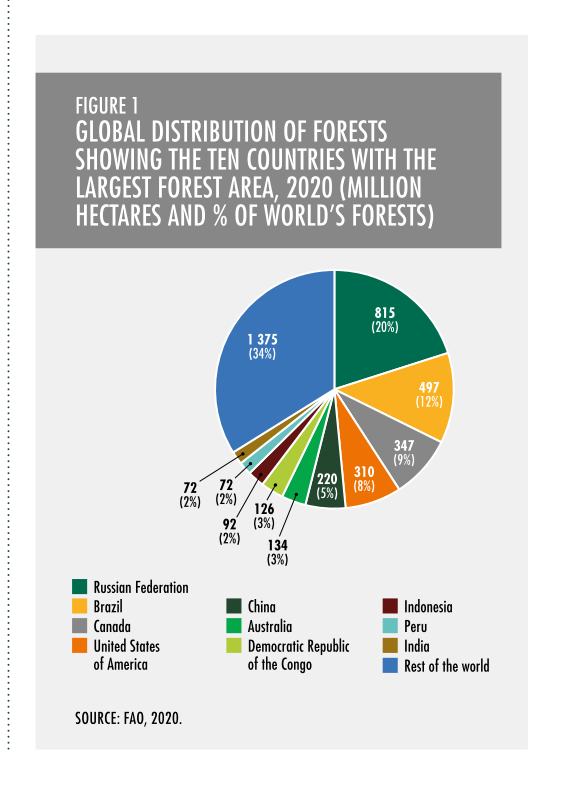 FIGURE 1
GLOBAL DISTRIBUTION OF FORESTS
SHOWING THE TEN COUNTRIES WITH THE
LARGEST FOREST AREA, 2020 (MILLION
HECTARES AND % OF WORLD’S FORESTS)
815
(20%)
497
(12%)
347
(9%)
310
(8%)
220
(5%)
134
(3%)
126
(3%)
92
(2%)
72
(2%)
72
(2%)
1 375
(34%)
Russian Federation
Brazil
Canada
United States
of America
China
Australia
Democratic Republic
of the Congo
Indonesia
Peru
India
Rest of the world
SOURCE: FAO, 2020.